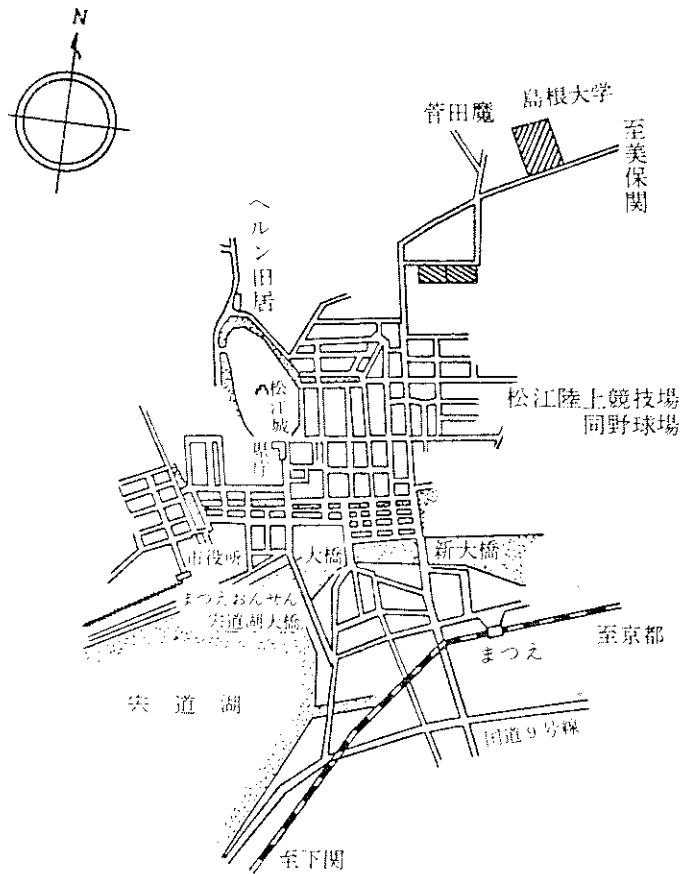 N
菅田魔
島根大学
至美保関
ヘルン旧居
松江城
県庁
松江陸上競技場
同野球場
市役所
大橋
新大橋
まつえおんせん
宍道湖大橋
まつえ
至京都
宍道湖
国道9号線
至下関